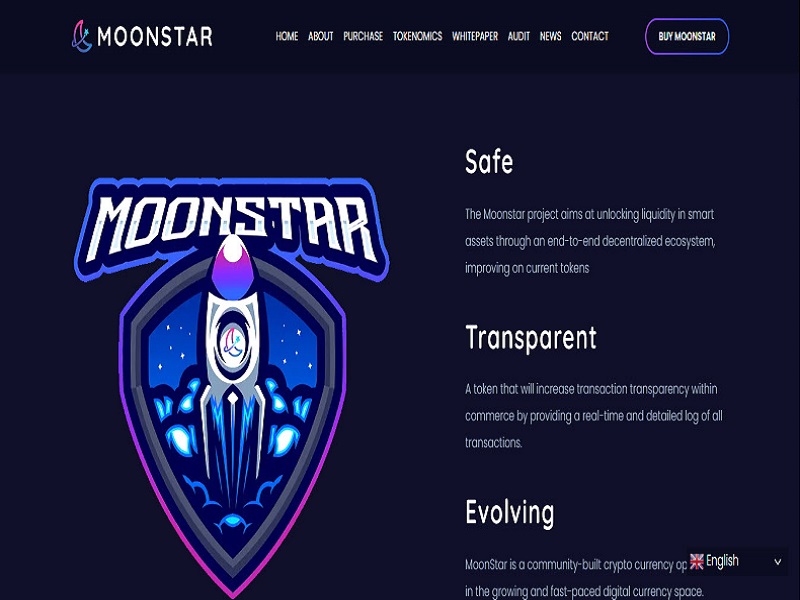 MOONSTAR
HOME ABOUT PURCHASE TOKENOMICS WHITEPAPER AUDIT NEWS CONTACT
BUY MOONSTAR
MOONSTAR
Safe
The Moonstar project aims at unlocking liquidity in smart
assets through an end-to-end decentralized ecosystem,
improving on current tokens
Transparent
A token that will increase transaction transparency within
commerce by providing a real-time and detailed log of all
transactions.
Evolving
MoonStar is a community-built crypto currency op
in the growing and fast-paced digital currency space.
English